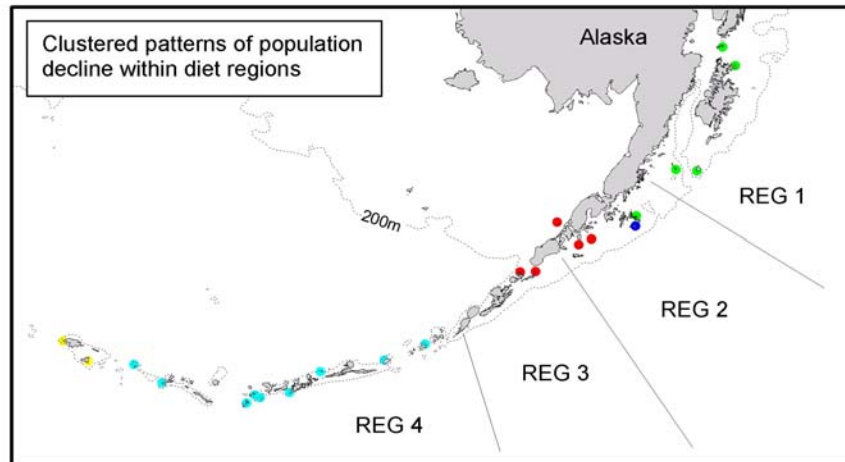 Clustered patterns of population
decline within diet regions
Alaska
REG 1
200m
REG 2
REG 3
REG 4